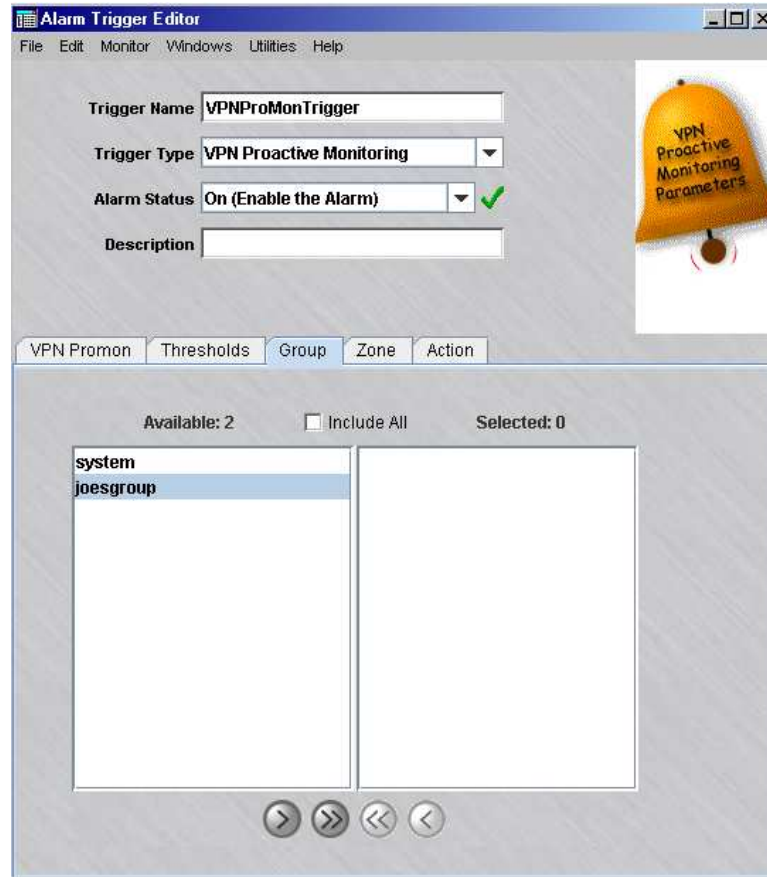 Alarm Trigger Editor
File Edit Monitor Windows Utilities Help
Trigger Name VPNProMonTrigger
Trigger Type VPN Proactive Monitoring
Alarm Status On (Enable the Alarm)
Description
VPN
Proactive
Monitoring
Parameters
VPN Promon Thresholds Group Zone Action
Available: 2 Include All Selected: 0
system
joesgroup